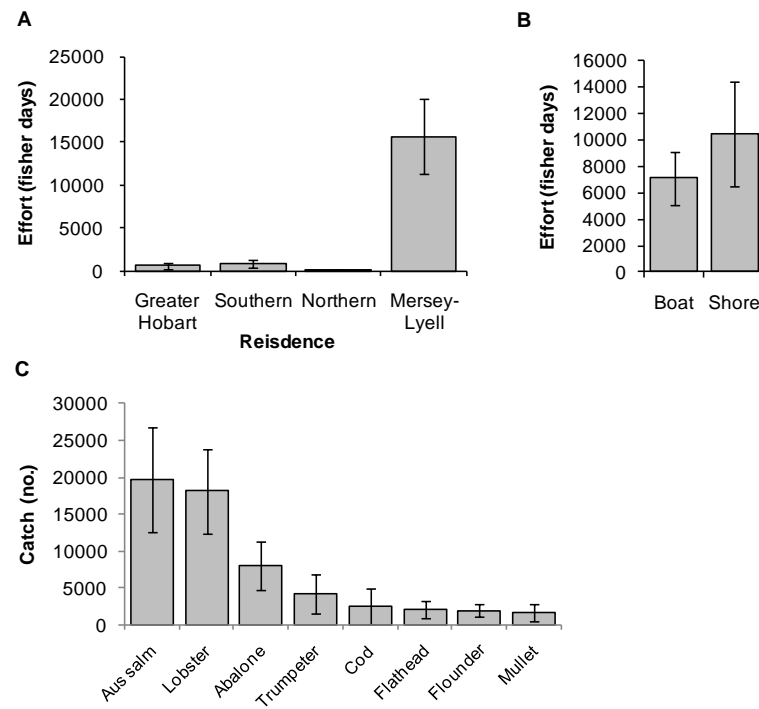 A
Effort (fisher days)
25000
20000
15000
10000
5000
0
Greater Hobart
Southern
Northern
Mersey-Lyell
Reisdence
B
Effort (fisher days)
16000
14000
12000
10000
8000
6000
4000
2000
0
Boat
Shore
C
Catch (no.)
30000
25000
20000
15000
10000
5000
0
Aus salm
Lobster
Abalone
Trumpeter
Cod
Flathead
Flounder
Mullet